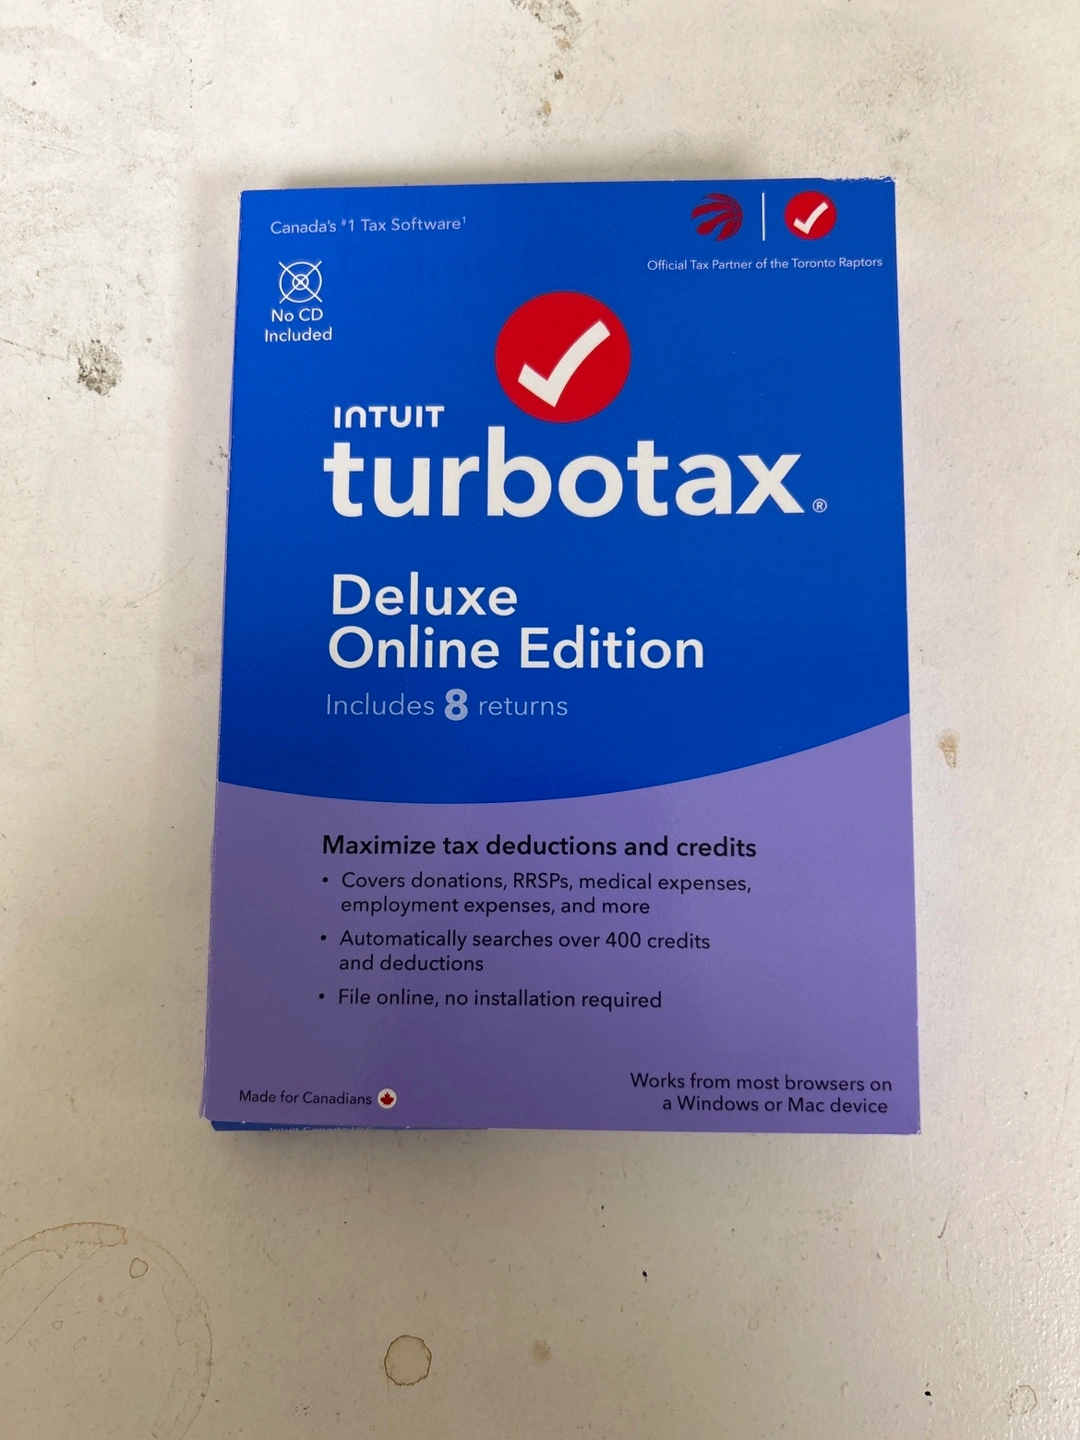 Canada's #1 Tax Software1
Official Tax Partner of the Toronto Raptors
No CD
Included
INTUIT
turbotax®
Deluxe
Online Edition
Includes 8 returns
Maximize tax deductions and credits
• Covers donations, RRSPs, medical expenses,
employment expenses, and more
• Automatically searches over 400 credits
and deductions
• File online, no installation required
Made for Canadians
Works from most browsers on
a Windows or Mac device